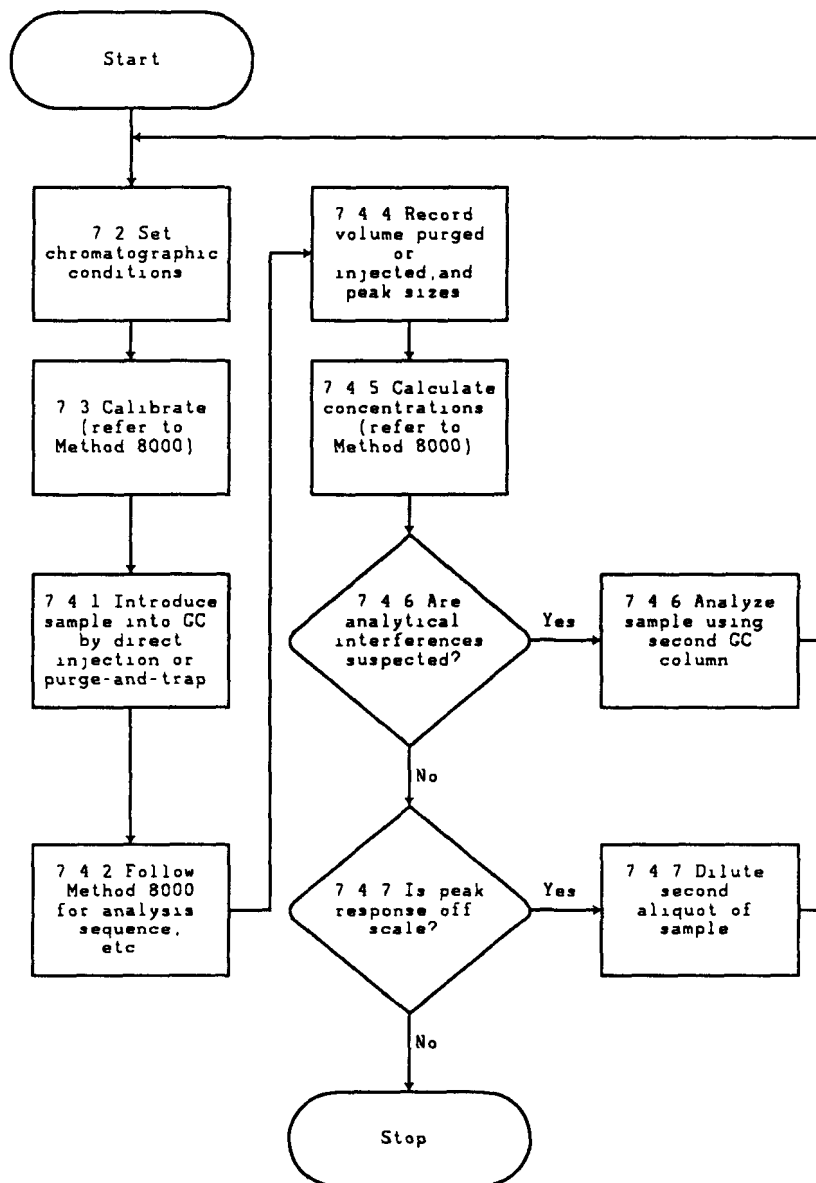 Start
7 2 Set
chromatographic
conditions
7 3 Calibrate
(refer to
Method 8000)
7 4 1 Introduce
sample into GC
by direct
injection or
purge-and-trap
7 4 2 Follow
Method 8000
for analysis
sequence,
etc
7 4 4 Record
volume purged
or
injected, and
peak sizes
7 4 5 Calculate
concentrations
(refer to
Method 8000)
7 4 6 Are
analytical
interferences
suspected?
Yes
7 4 6 Analyze
sample using
second GC
column
No
7 4 7 Is peak
response off
scale?
Yes
7 4 7 Dilute
second
aliquot of
sample
No
Stop